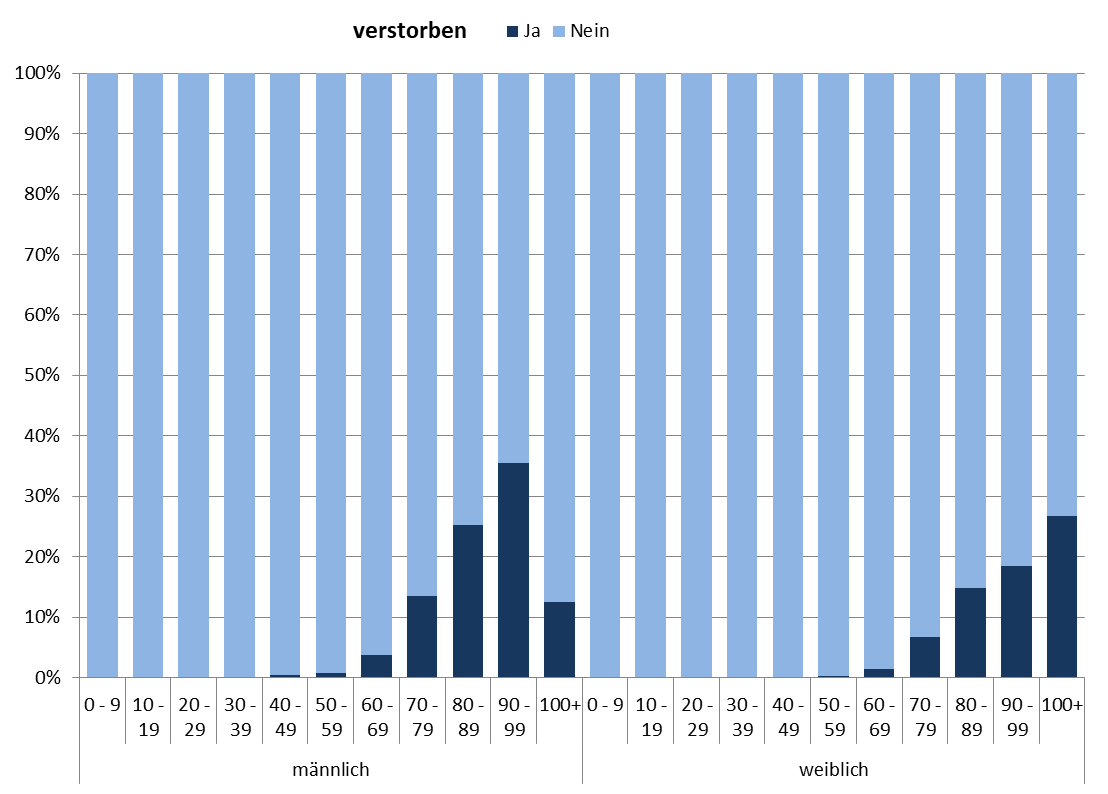 verstorben Ja Nein
100%
90%
80%
70%
60%
50%
40%
30%
20%
10%
0%
0 - 9 10 - 20 - 30 - 40 - 50 - 60 - 70 - 80 - 90 - 100+ 0 - 9 10 - 20 - 30 - 40 - 50 - 60 - 70 - 80 - 90 - 100+
19 29 39 49 59 69 79 89 99 19 29 39 49 59 69 79 89 99
männlich weiblich